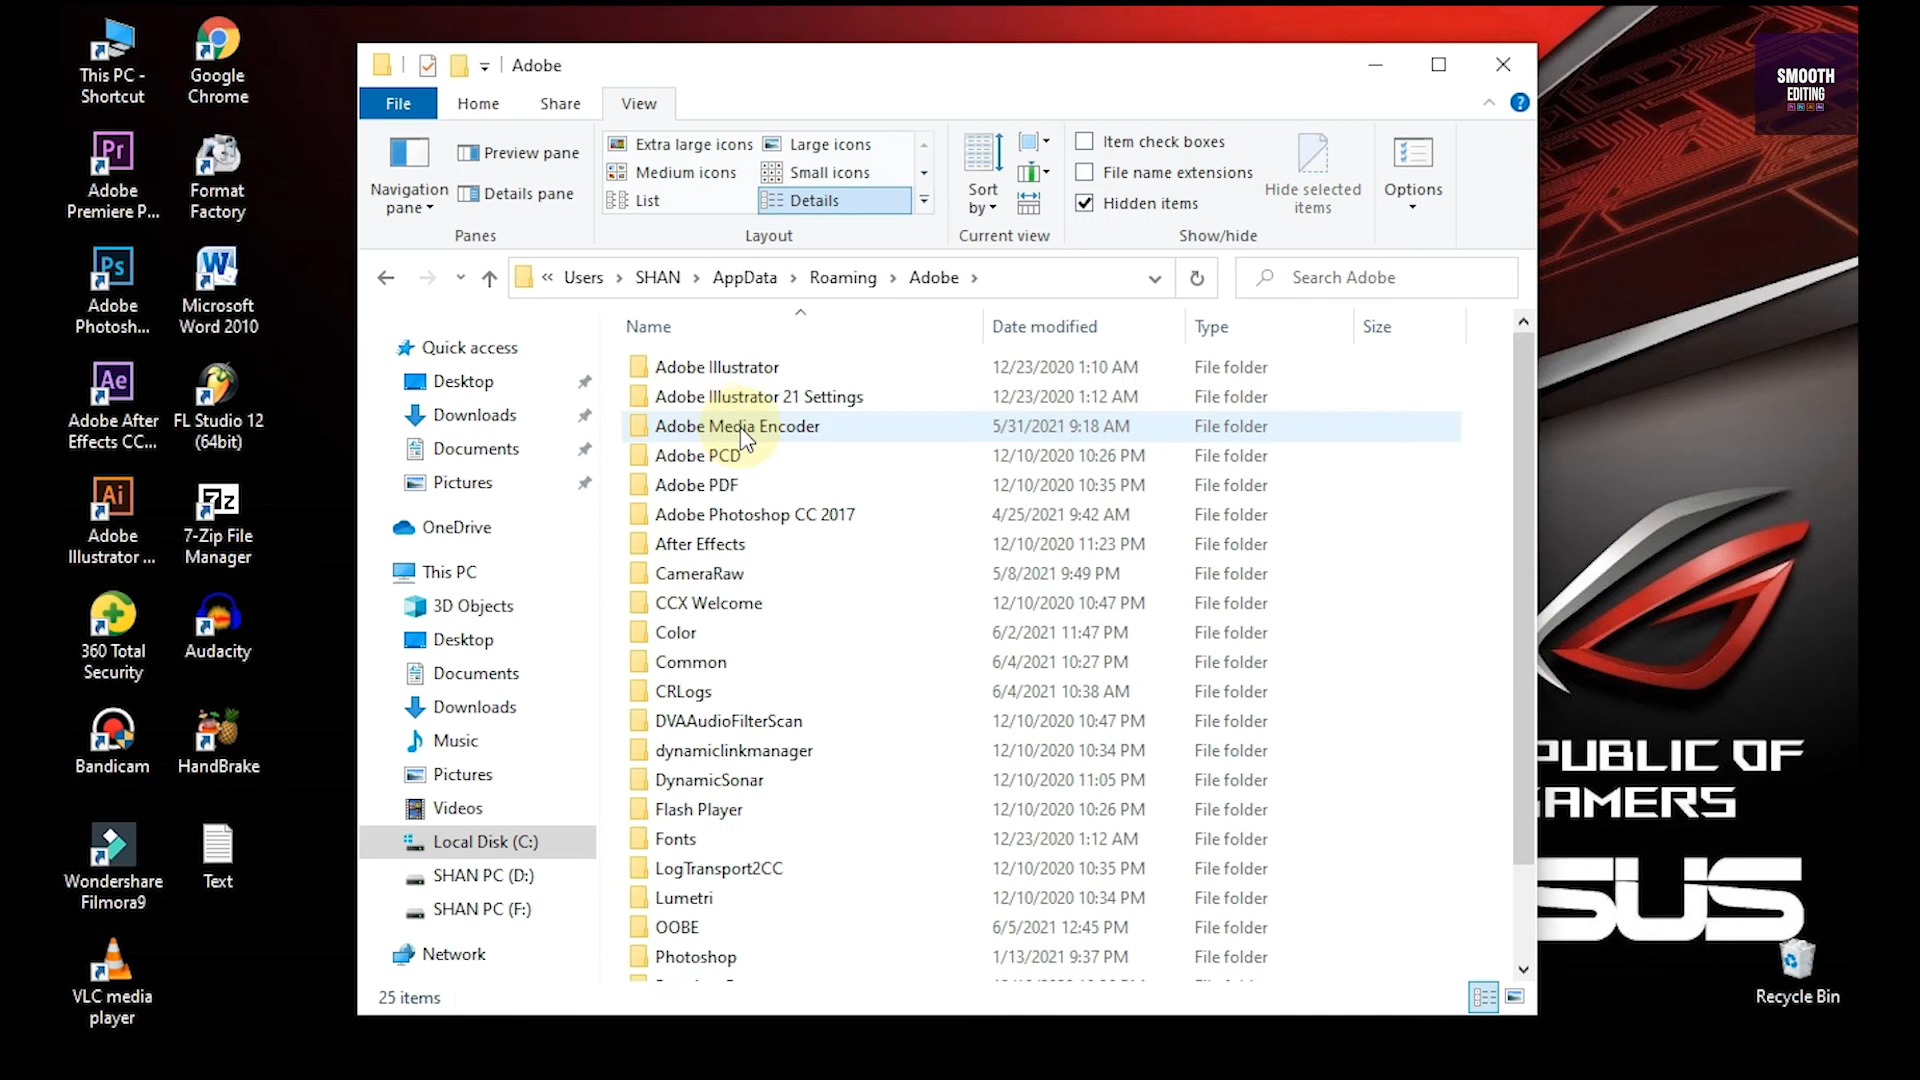 This PC -
Shortcut
Google
Chrome
Adobe
Premiere P...
Format
Factory
Adobe
Photosh...
Microsoft
Word 2010
Adobe After
Effects CC...
FL Studio 12
(64bit)
Adobe
Illustrator ...
7-Zip File
Manager
360 Total
Security
Audacity
Bandicam
HandBrake
Wondershare
Filmora9
Text
VLC media
player
Pr
Ps
W
Ae
Ai
7z
Adobe
File
Home
Share
View
Navigation
pane
Preview pane
Details pane
Panes
Extra large icons
Large icons
Medium icons
Small icons
List
Details
Layout
Sort
by
Current view
Item check boxes
File name extensions
Hidden items
Hide selected
items
Show/hide
Options
« Users › SHAN › AppData › Roaming › Adobe ›
Search Adobe
Quick access
Desktop
Downloads
Documents
Pictures
OneDrive
This PC
3D Objects
Desktop
Documents
Downloads
Music
Pictures
Videos
Local Disk (C:)
SHAN PC (D:)
SHAN PC (F:)
Network
Name Date modified Type Size
Adobe Illustrator 12/23/2020 1:10 AM File folder
Adobe Illustrator 21 Settings 12/23/2020 1:12 AM File folder
Adobe Media Encoder 5/31/2021 9:18 AM File folder
Adobe PCD 12/10/2020 10:26 PM File folder
Adobe PDF 12/10/2020 10:35 PM File folder
Adobe Photoshop CC 2017 4/25/2021 9:42 AM File folder
After Effects 12/10/2020 11:23 PM File folder
CameraRaw 5/8/2021 9:49 PM File folder
CCX Welcome 12/10/2020 10:47 PM File folder
Color 6/2/2021 11:47 PM File folder
Common 6/4/2021 10:27 PM File folder
CRLogs 6/4/2021 10:38 AM File folder
DVAAudioFilterScan 12/10/2020 10:47 PM File folder
dynamiclinkmanager 12/10/2020 10:34 PM File folder
DynamicSonar 12/10/2020 11:05 PM File folder
Flash Player 12/10/2020 10:26 PM File folder
Fonts 12/23/2020 1:12 AM File folder
LogTransport2CC 12/10/2020 10:35 PM File folder
Lumetri 12/10/2020 10:34 PM File folder
OOBE 6/5/2021 12:45 PM File folder
Photoshop 1/13/2021 9:37 PM File folder
25 items
SMOOTH
EDITING
PUBLIC OF
GAMERS
SUS
Recycle Bin